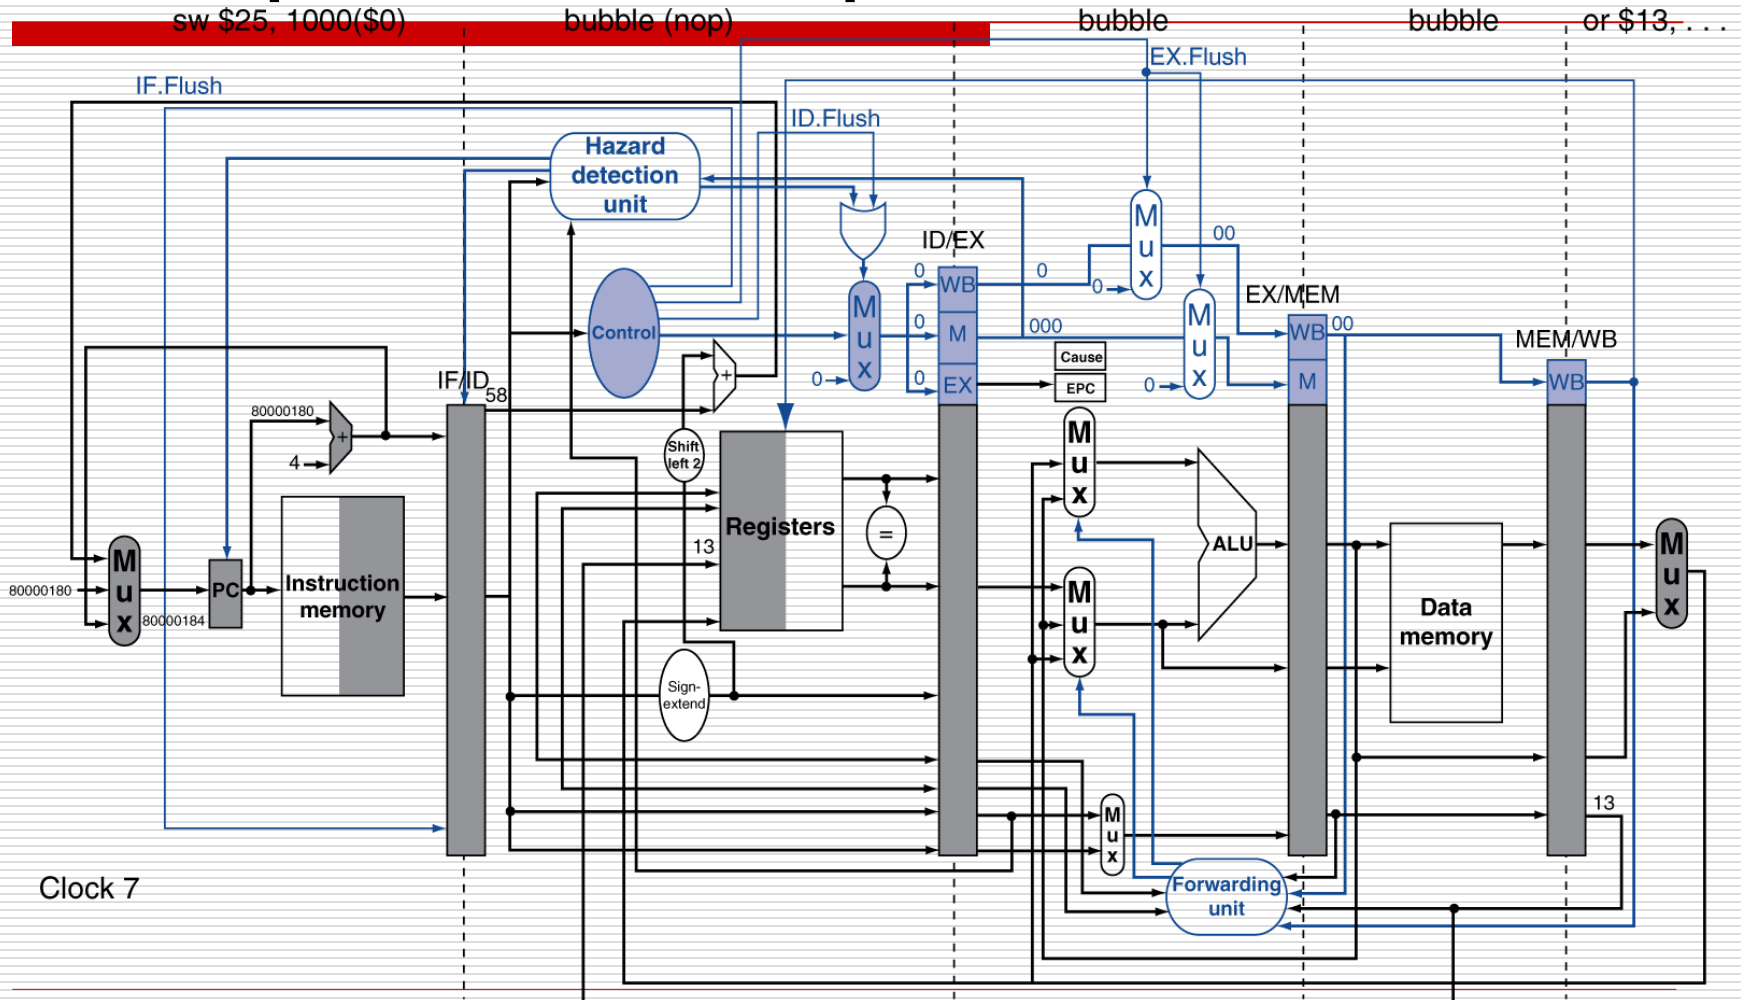 sw $25, 1000($0)
bubble (nop)
bubble
bubble
or $13, . . .
EX.Flush
IF.Flush
ID.Flush
Hazard
detection
unit
M
u
x
00
ID/EX
0
WB
0
0
EX/MEM
M
u
x
Control
0
M
000
M
u
x
WB
00
MEM/WB
Cause
0
EX
EPC
0
M
WB
0
+
IF/ID
58
80000180
+
4
Shift
left 2
M
u
x
Registers
=
ALU
13
M
u
x
80000180
80000184
PC
Instruction
memory
M
u
x
Data
memory
M
u
x
Sign-
extend
M
u
x
13
Clock 7
Forwarding
unit